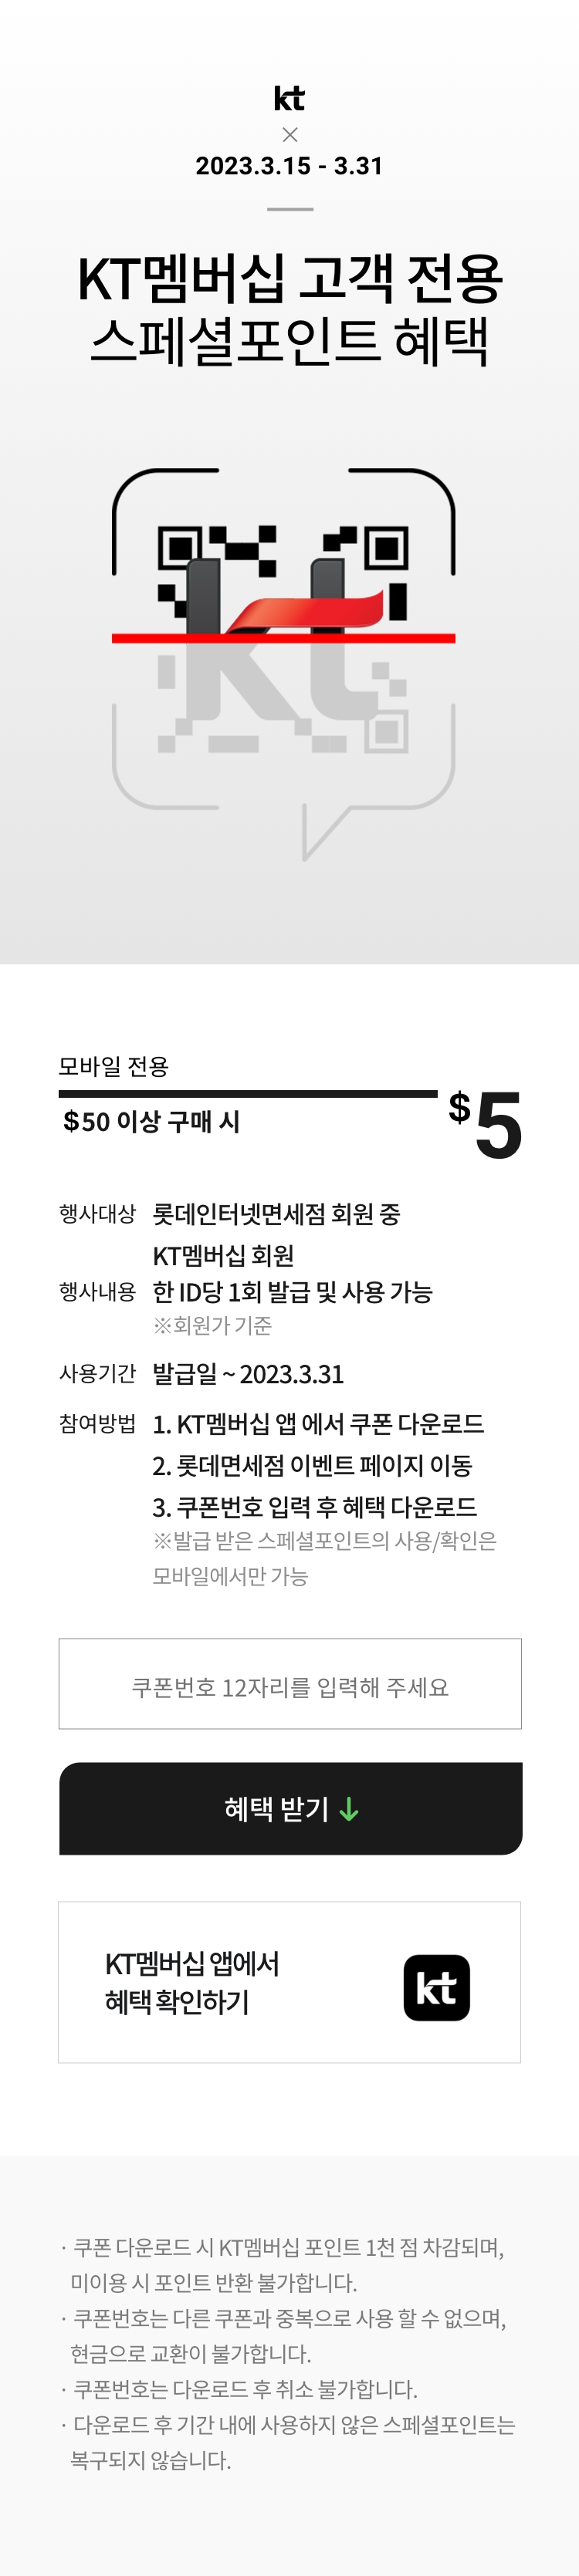 kt
×
2023.3.15 - 3.31
KT멤버십 고객 전용
스페셜포인트 혜택
kt
모바일 전용
$50 이상 구매 시
$5
행사대상 롯데인터넷면세점 회원 중
KT멤버십 회원
행사내용 한 ID당 1회 발급 및 사용 가능
※회원가 기준
사용기간 발급일 ~ 2023.3.31
참여방법 1. KT멤버십 앱 에서 쿠폰 다운로드
2. 롯데면세점 이벤트 페이지 이동
3. 쿠폰번호 입력 후 혜택 다운로드
※발급 받은 스페셜포인트의 사용/확인은
모바일에서만 가능
쿠폰번호 12자리를 입력해 주세요
혜택 받기 ↓
KT멤버십 앱에서
혜택 확인하기
kt
· 쿠폰 다운로드 시 KT멤버십 포인트 1천 점 차감되며,
미이용 시 포인트 반환 불가합니다.
· 쿠폰번호는 다른 쿠폰과 중복으로 사용 할 수 없으며,
현금으로 교환이 불가합니다.
· 쿠폰번호는 다운로드 후 취소 불가합니다.
· 다운로드 후 기간 내에 사용하지 않은 스페셜포인트는
복구되지 않습니다.